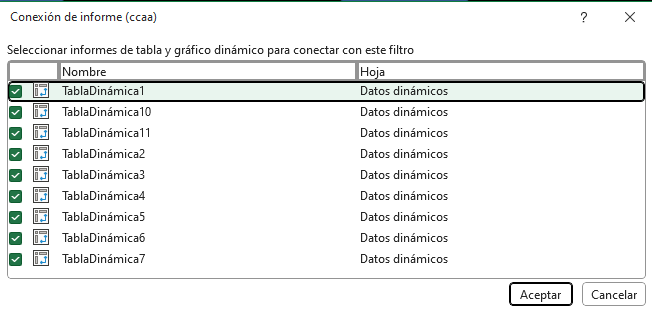 Conexión de informe (ccaa)
Seleccionar informes de tabla y gráfico dinámico para conectar con este filtro
Nombre Hoja
TablaDinámica1 Datos dinámicos
TablaDinámica10 Datos dinámicos
TablaDinámica11 Datos dinámicos
TablaDinámica2 Datos dinámicos
TablaDinámica3 Datos dinámicos
TablaDinámica4 Datos dinámicos
TablaDinámica5 Datos dinámicos
TablaDinámica6 Datos dinámicos
TablaDinámica7 Datos dinámicos
Aceptar Cancelar